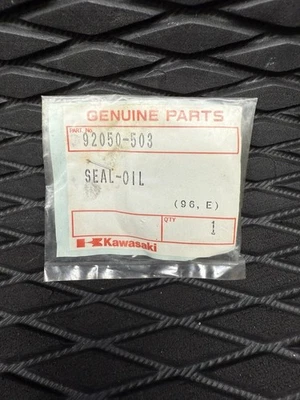 GENUINE PARTS
PART No.
92050-503
SEAL-OIL
(96, E)
QTY
1
Kawasaki